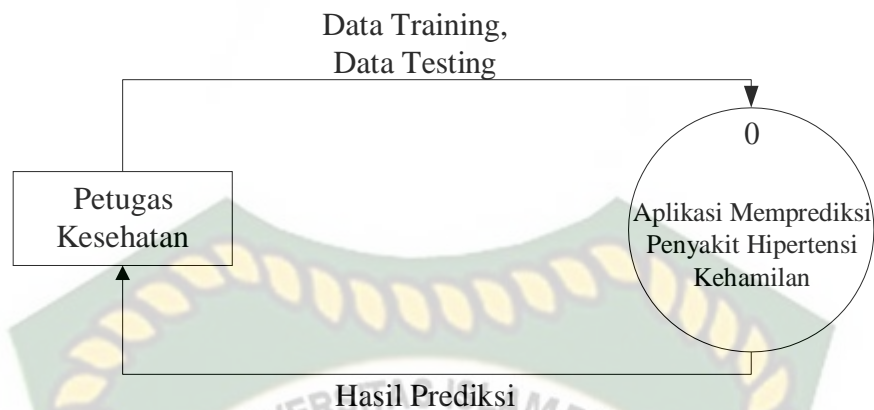 Data Training,
Data Testing
0
Petugas
Kesehatan
Aplikasi Memprediksi
Penyakit Hipertensi
Kehamilan
Hasil Prediksi